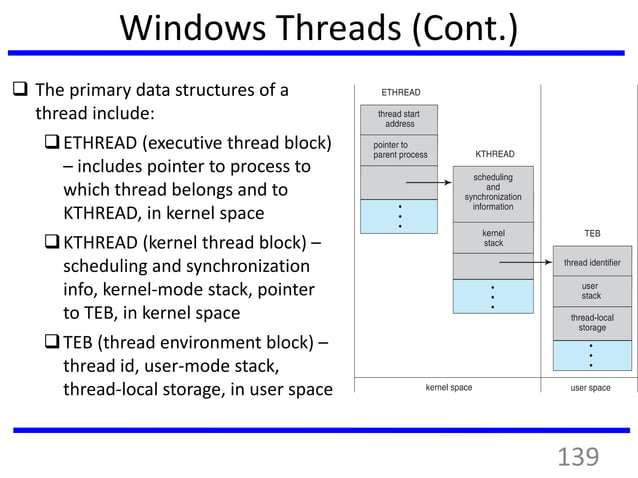 Windows Threads (Cont.)
❑ The primary data structures of a
thread include:
❑ETHREAD (executive thread block)
– includes pointer to process to
which thread belongs and to
KTHREAD, in kernel space
❑KTHREAD (kernel thread block) –
scheduling and synchronization
info, kernel-mode stack, pointer
to TEB, in kernel space
❑TEB (thread environment block) –
thread id, user-mode stack,
thread-local storage, in user space
ETHREAD
thread start
address
pointer to
parent process
KTHREAD
scheduling
and
synchronization
information
kernel
stack
TEB
thread identifier
user
stack
thread-local
storage
kernel space
user space
139